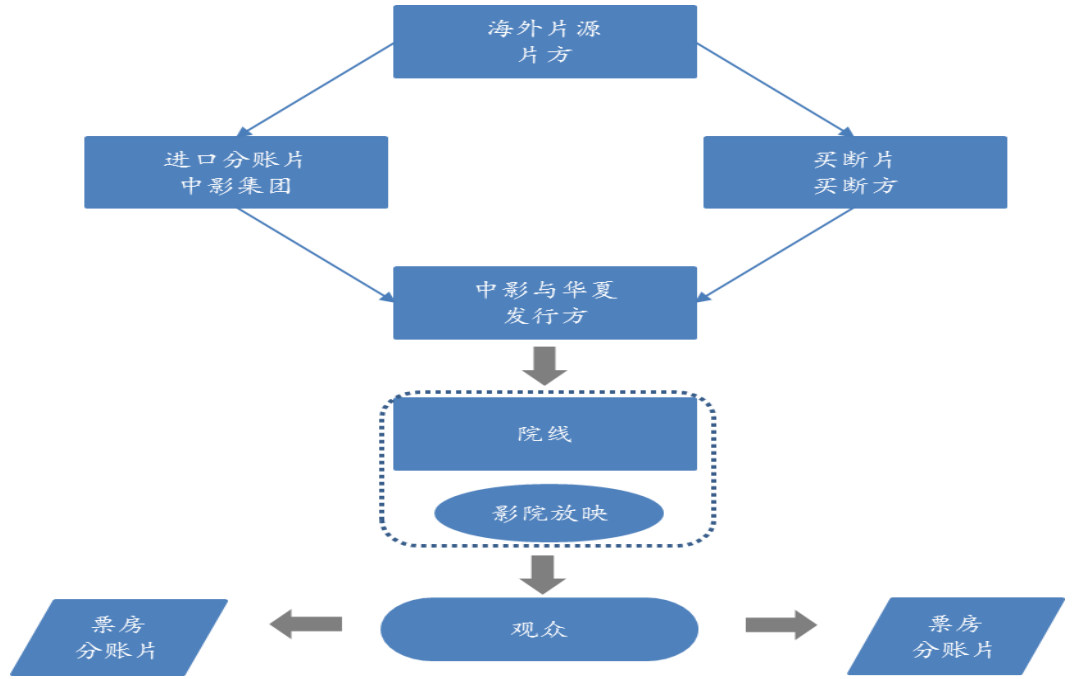 海外片源
片方
进口分账片
中影集团
买断片
买断方
中影与华夏
发行方
院线
影院放映
观众
票房
分账片
票房
分账片